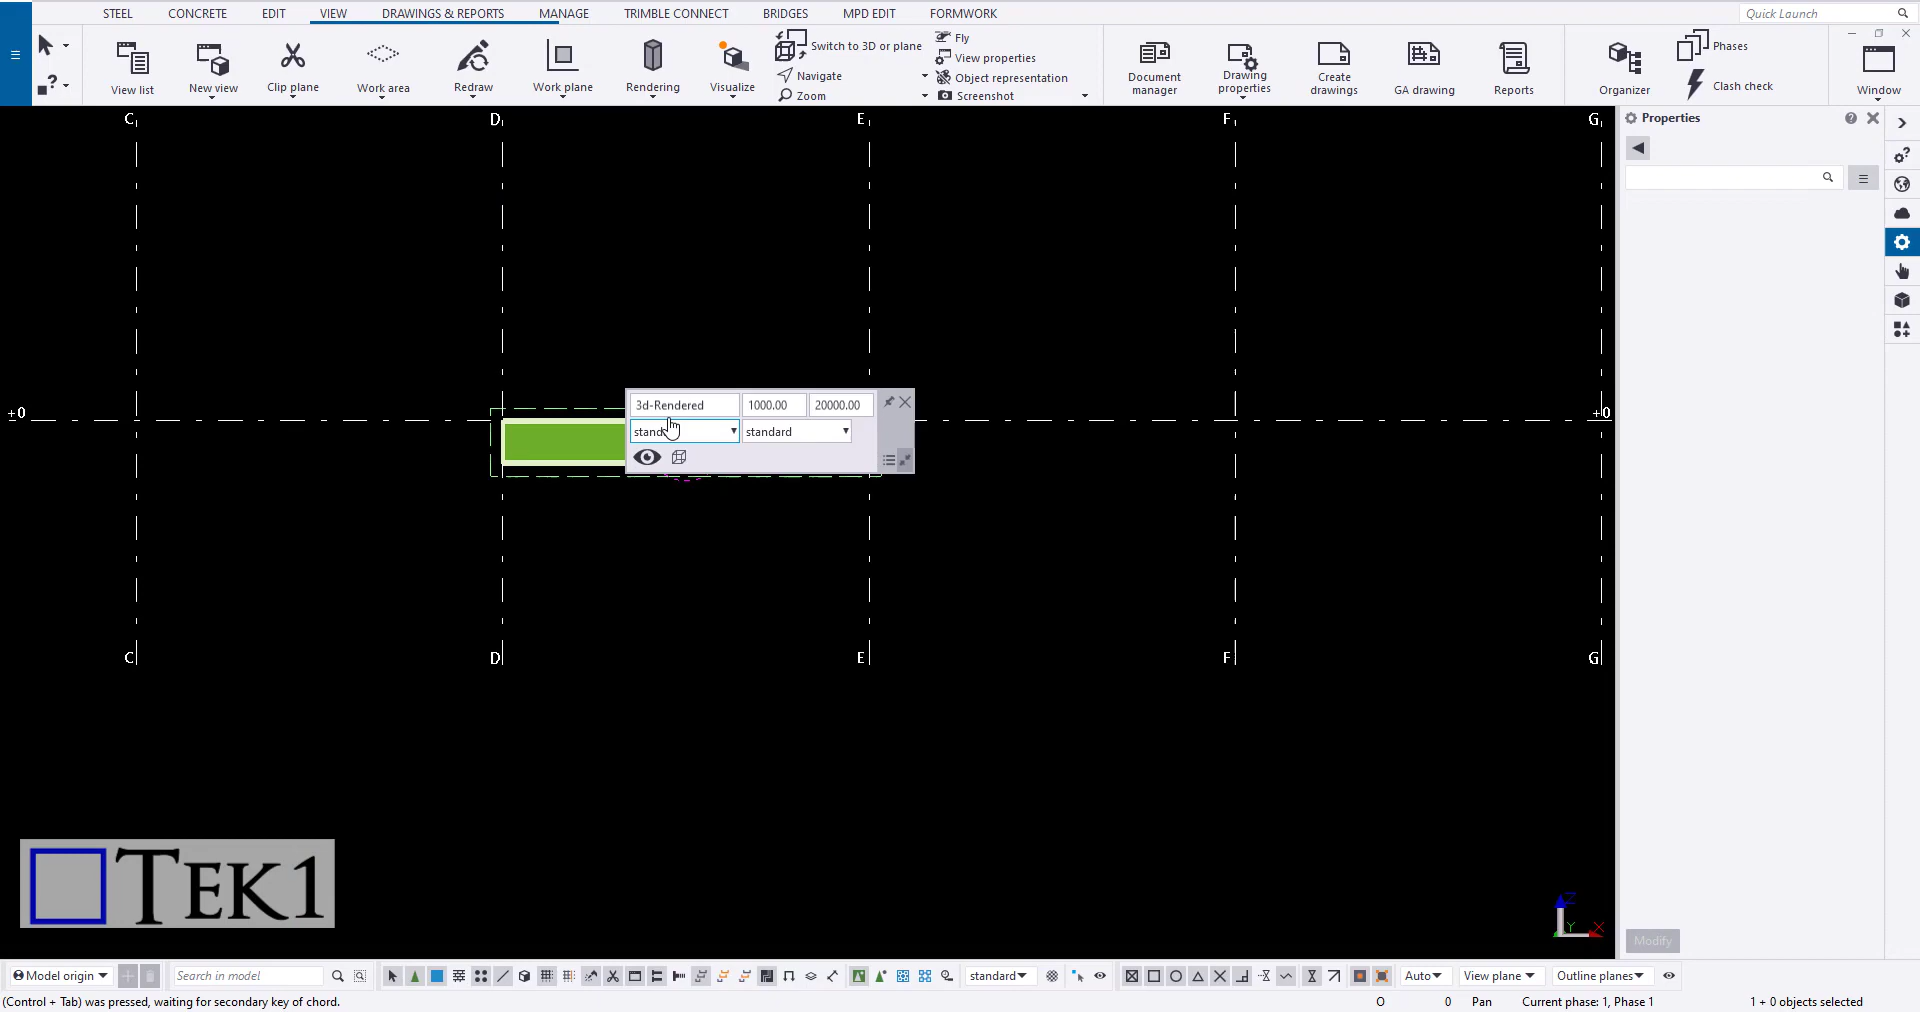 STEEL CONCRETE EDIT VIEW DRAWINGS & REPORTS MANAGE TRIMBLE CONNECT BRIDGES MPD EDIT FORMWORK Quick Launch
View list New view Clip plane Work area Redraw Work plane Rendering Visualize
Switch to 3D or plane
Navigate
Zoom
Fly
View properties
Object representation
Screenshot
Document manager
Drawing properties
Create drawings
GA drawing
Reports
Organizer
Phases
Clash check
Window
Properties
C D E F G
+0 +0
3d-Rendered 1000.00 20000.00
standard
C D E F G
TEK1
Z
Y X
Modify
Model origin Search in model standard Auto View plane Outline planes
(Control + Tab) was pressed, waiting for secondary key of chord. O 0 Pan Current phase: 1, Phase 1 1 + 0 objects selected